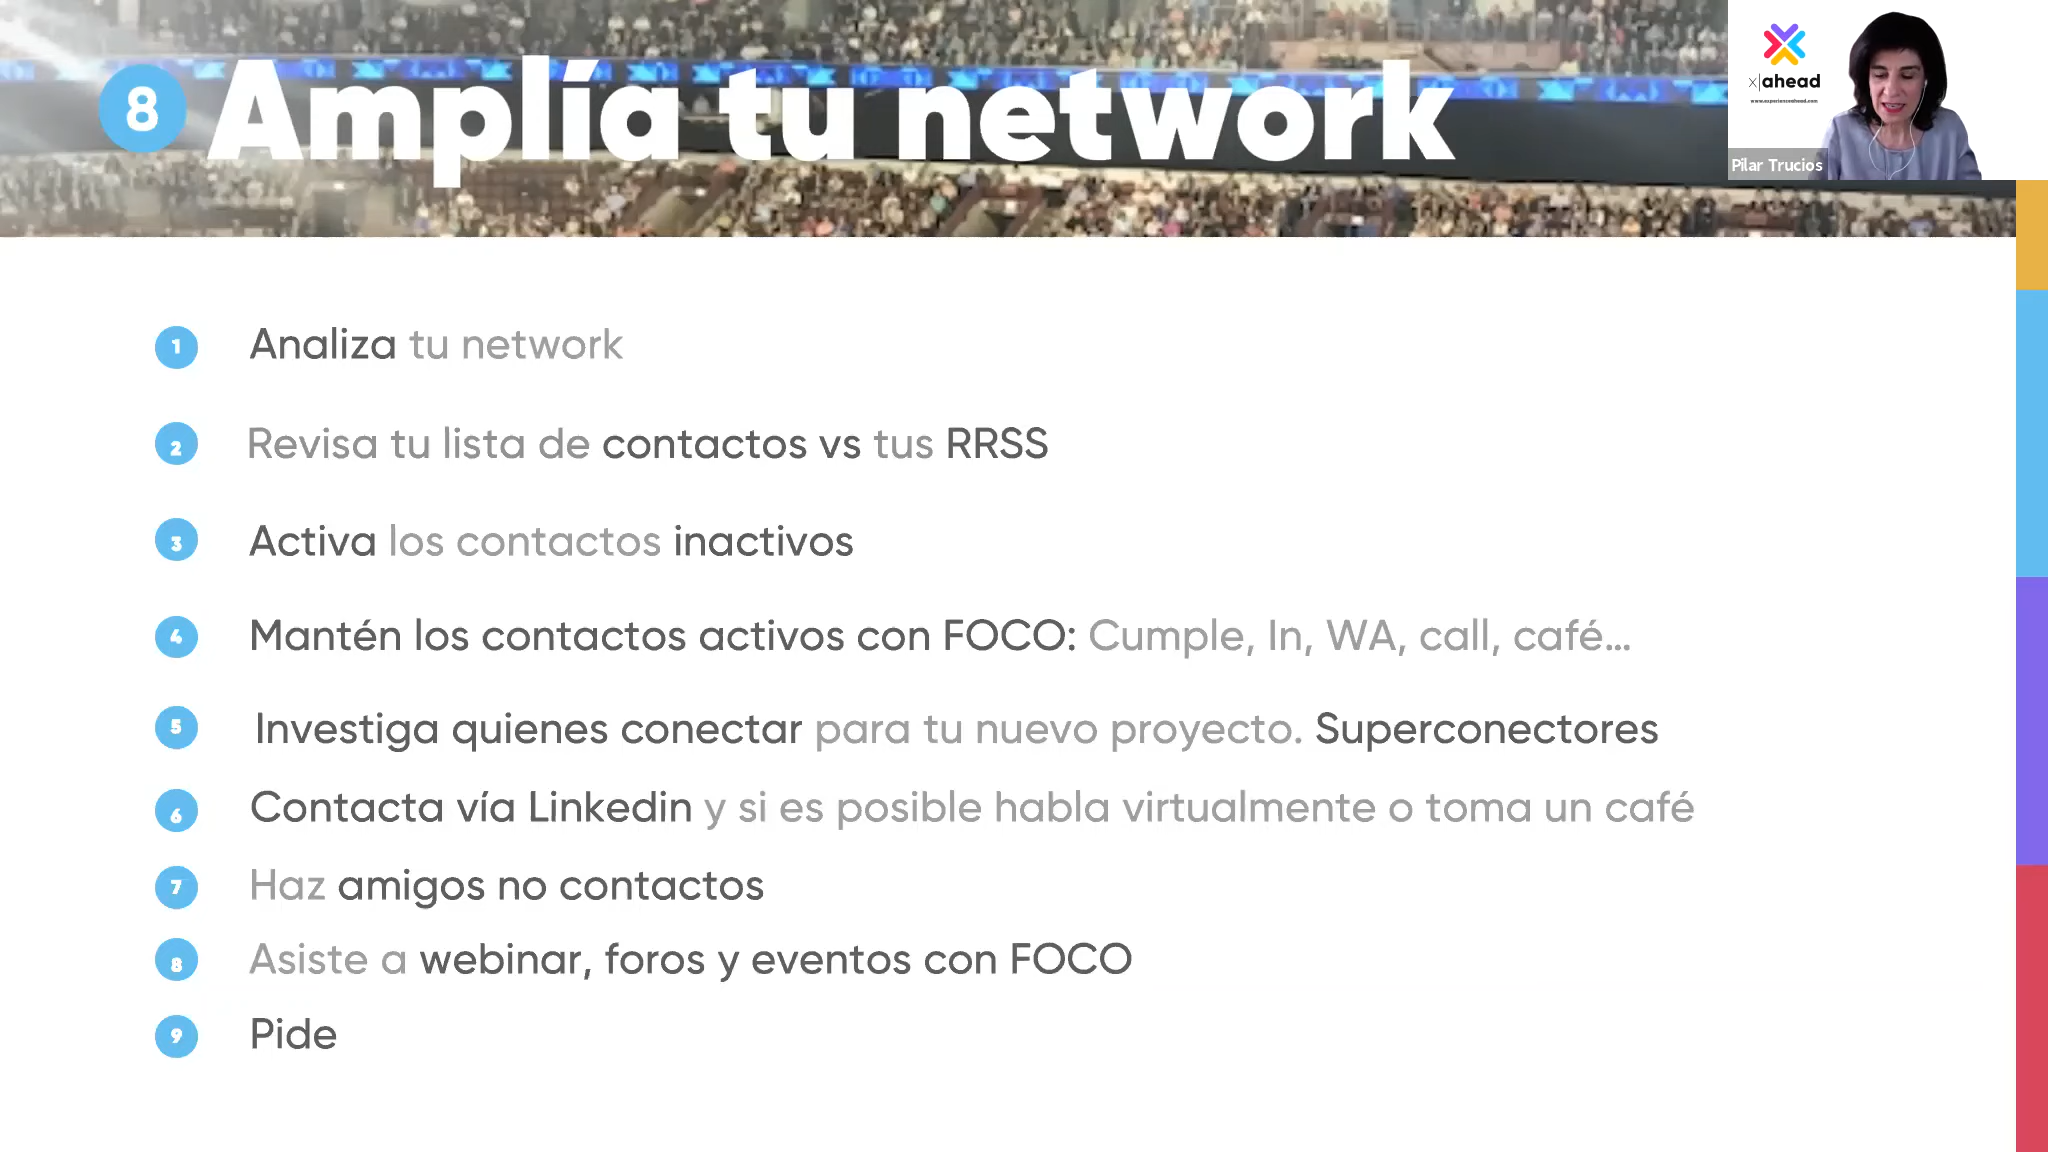 8 Amplía tu network
x|ahead
www.experienceahead.com
Pilar Trucios
1 Analiza tu network
2 Revisa tu lista de contactos vs tus RRSS
3 Activa los contactos inactivos
4 Mantén los contactos activos con FOCO: Cumple, In, WA, call, café...
5 Investiga quienes conectar para tu nuevo proyecto. Superconectores
6 Contacta vía Linkedin y si es posible habla virtualmente o toma un café
7 Haz amigos no contactos
8 Asiste a webinar, foros y eventos con FOCO
9 Pide